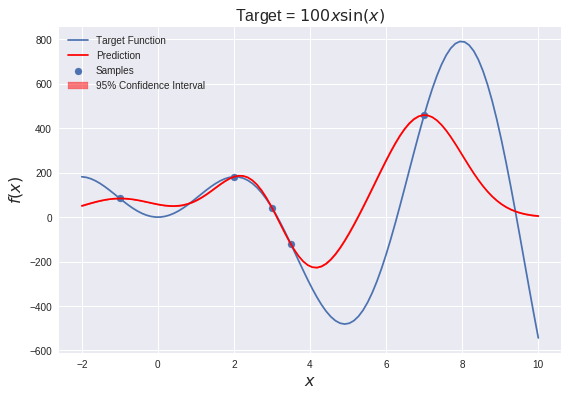 Target = 100xsin(x)
Target Function
Prediction
Samples
95% Confidence Interval
f(x)
800
600
400
200
0
−200
−400
−600
−2 0 2 4 6 8 10
x